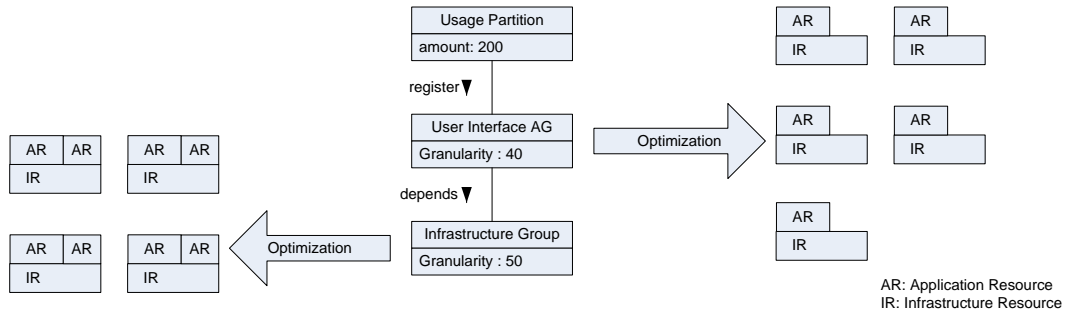 Usage Partition
amount: 200
register
User Interface AG
Granularity : 40
depends
Infrastructure Group
Granularity : 50
Optimization
AR AR
IR
AR AR
IR
AR AR
IR
AR AR
IR
Optimization
AR
IR
AR
IR
AR
IR
AR
IR
AR
IR
AR: Application Resource
IR: Infrastructure Resource